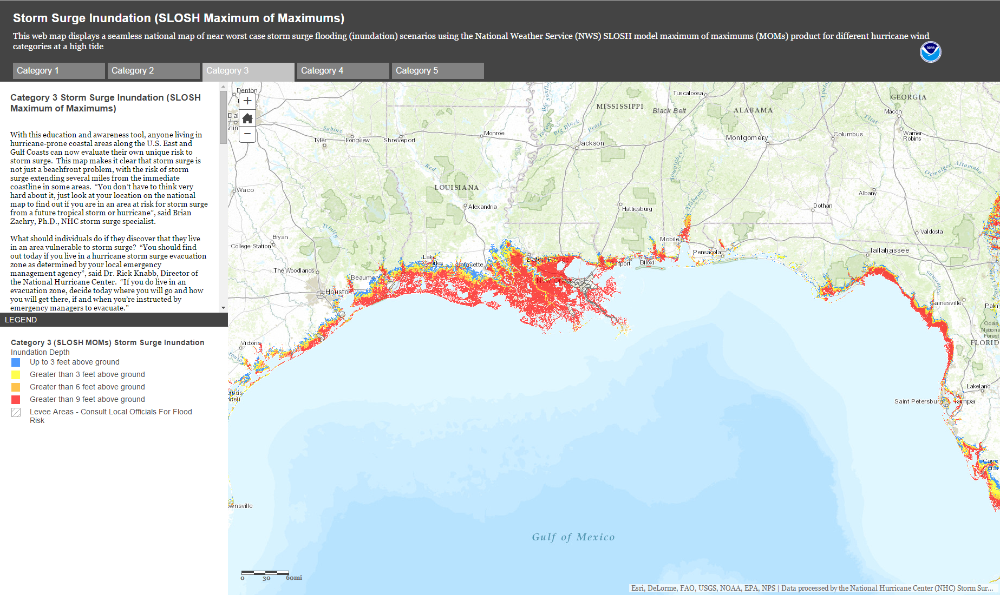 Storm Surge Inundation (SLOSH Maximum of Maximums)
This web map displays a seamless national map of near worst case storm surge flooding (inundation) scenarios using the National Weather Service (NWS) SLOSH model maximum of maximums (MOMs) product for different hurricane wind
categories at a high tide
NOAA
Category 1
Category 2
Category 3
Category 4
Category 5
Category 3 Storm Surge Inundation (SLOSH
Maximum of Maximums)
With this education and awareness tool, anyone living in
hurricane-prone coastal areas along the U.S. East and
Gulf Coasts can now evaluate their own unique risk to
storm surge.  This map makes it clear that storm surge is
not just a beachfront problem, with the risk of storm
surge extending several miles from the immediate
coastline in some areas.  “You don’t have to think very
hard about it, just look at your location on the national
map to find out if you are in an area at risk for storm surge
from a future tropical storm or hurricane”, said Brian
Zachry, Ph.D., NHC storm surge specialist.
What should individuals do if they discover that they live
in an area vulnerable to storm surge?  “You should find
out today if you live in a hurricane storm surge evacuation
zone as determined by your local emergency
management agency”, said Dr. Rick Knabb, Director of
the National Hurricane Center.  “If you do live in an
evacuation zone, decide today where you will go and how
you will get there, if and when you’re instructed by
emergency managers to evacuate.”
LEGEND
Category 3 (SLOSH MOMs) Storm Surge Inundation
Inundation Depth
Up to 3 feet above ground
Greater than 3 feet above ground
Greater than 6 feet above ground
Greater than 9 feet above ground
Levee Areas - Consult Local Officials For Flood
Risk
Denton
Tuscaloosa
GEORGIA
MISSISSIPPI
Black Belt
ALABAMA
Macon
Flint
Big Black
Pearl
Sabine
Monroe
Columbus
Warner
Robins
Tyler
Longview
Shreveport
Jackson
Montgomery
Tombigbee
Red
Ocmulgee
Altamaha
LOUISIANA
Waco
Albany
Alabama
Alexandria
Hattiesburg
Dothan
Trinity
Valdosta
Bryan
College Station
Mobile
Pensacola
Tallahassee
Lake
Charles
Lafayette
Baton Rouge
Biloxi
The Woodlands
Beaumont
New Orleans
Suwannee
Houston
Gainesville
Palm
Ocala
National
Forest
Victoria
FLORID
Lakeland
Saint Petersburg
Tampa
Cape
ownsville
Gulf of Mexico
0 30 60mi
Esri, DeLorme, FAO, USGS, NOAA, EPA, NPS | Data processed by the National Hurricane Center (NHC) Storm Sur...